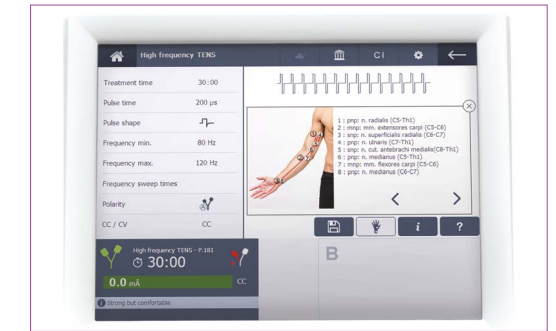 High frequency TENS
CI
Treatment time 30:00
Pulse time 200 µs
Pulse shape
Frequency min. 80 Hz
Frequency max. 120 Hz
Frequency sweep times
Polarity
CC / CV CC
1 : pnp: n. radialis (C5-Th1)
2 : mnp: mm. extensores carpi (C5-C6)
3 : snp: n. superficialis radialis (C6-C7)
4 : pnp: n. ulnaris (C7-Th1)
5 : snp: n. cut. antebrachi medialis(C8-Th1)
6 : pnp: n. medianus (C5-Th1)
7 : mnp: mm. flexores carpi (C5-C6)
8 : pnp: n. medianus (C6-C7)
i ?
High frequency TENS - P.181
30:00
0.0 mA CC
Strong but comfortable
B